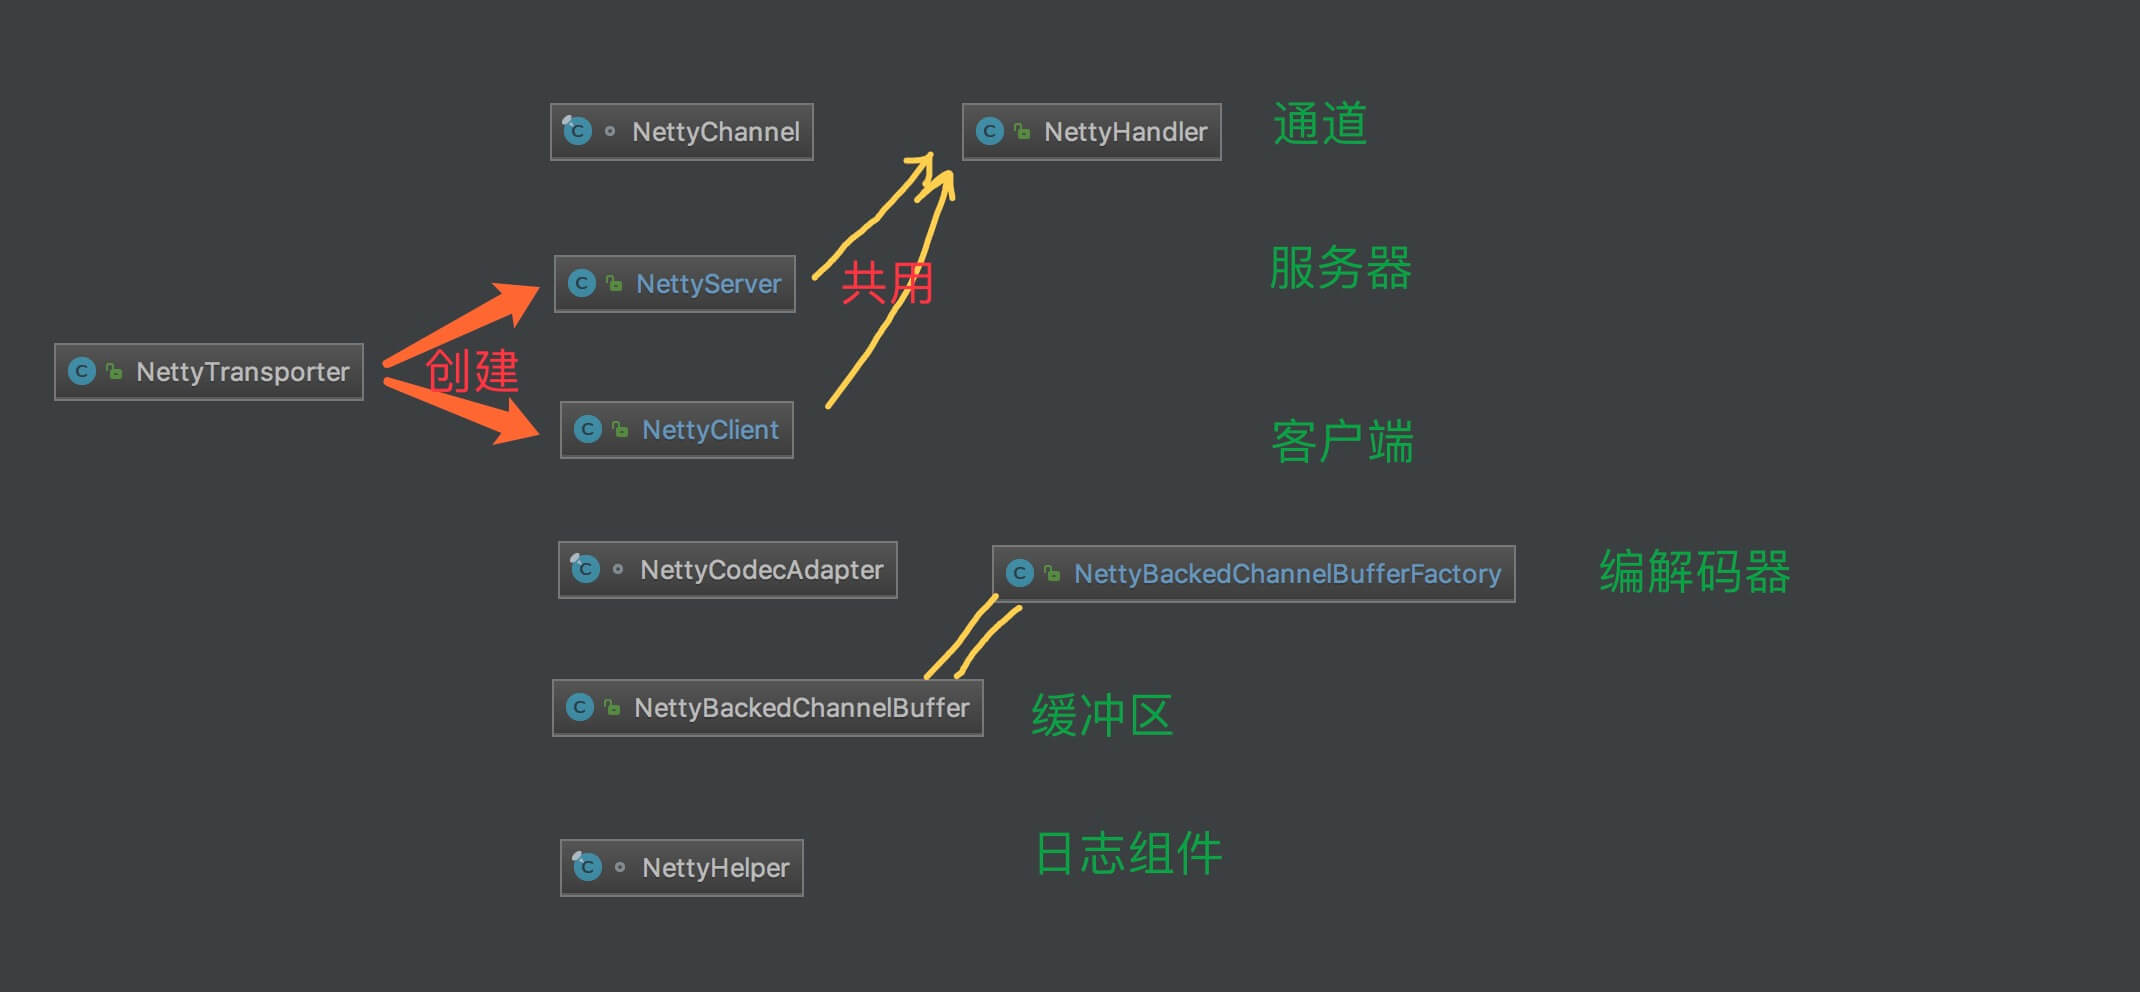 NettyChannel
NettyHandler
通道
NettyServer
共用
服务器
NettyTransporter
创建
NettyClient
客户端
NettyCodecAdapter
NettyBackedChannelBufferFactory
编解码器
NettyBackedChannelBuffer
缓冲区
NettyHelper
日志组件